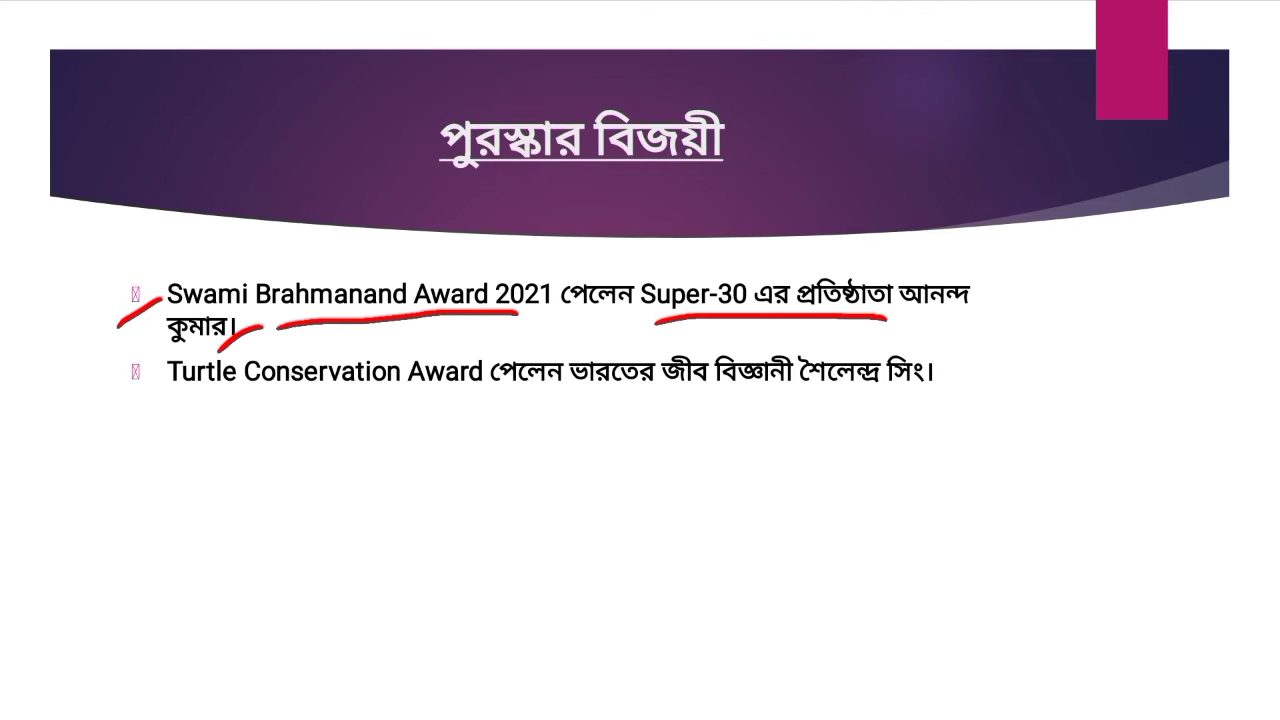 পুরস্কার বিজয়ী
Swami Brahmanand Award 2021 পেলেন Super-30 এর প্রতিষ্ঠাতা আনন্দ
কুমার।
Turtle Conservation Award পেলেন ভারতের জীব বিজ্ঞানী শৈলেন্দ্র সিং।